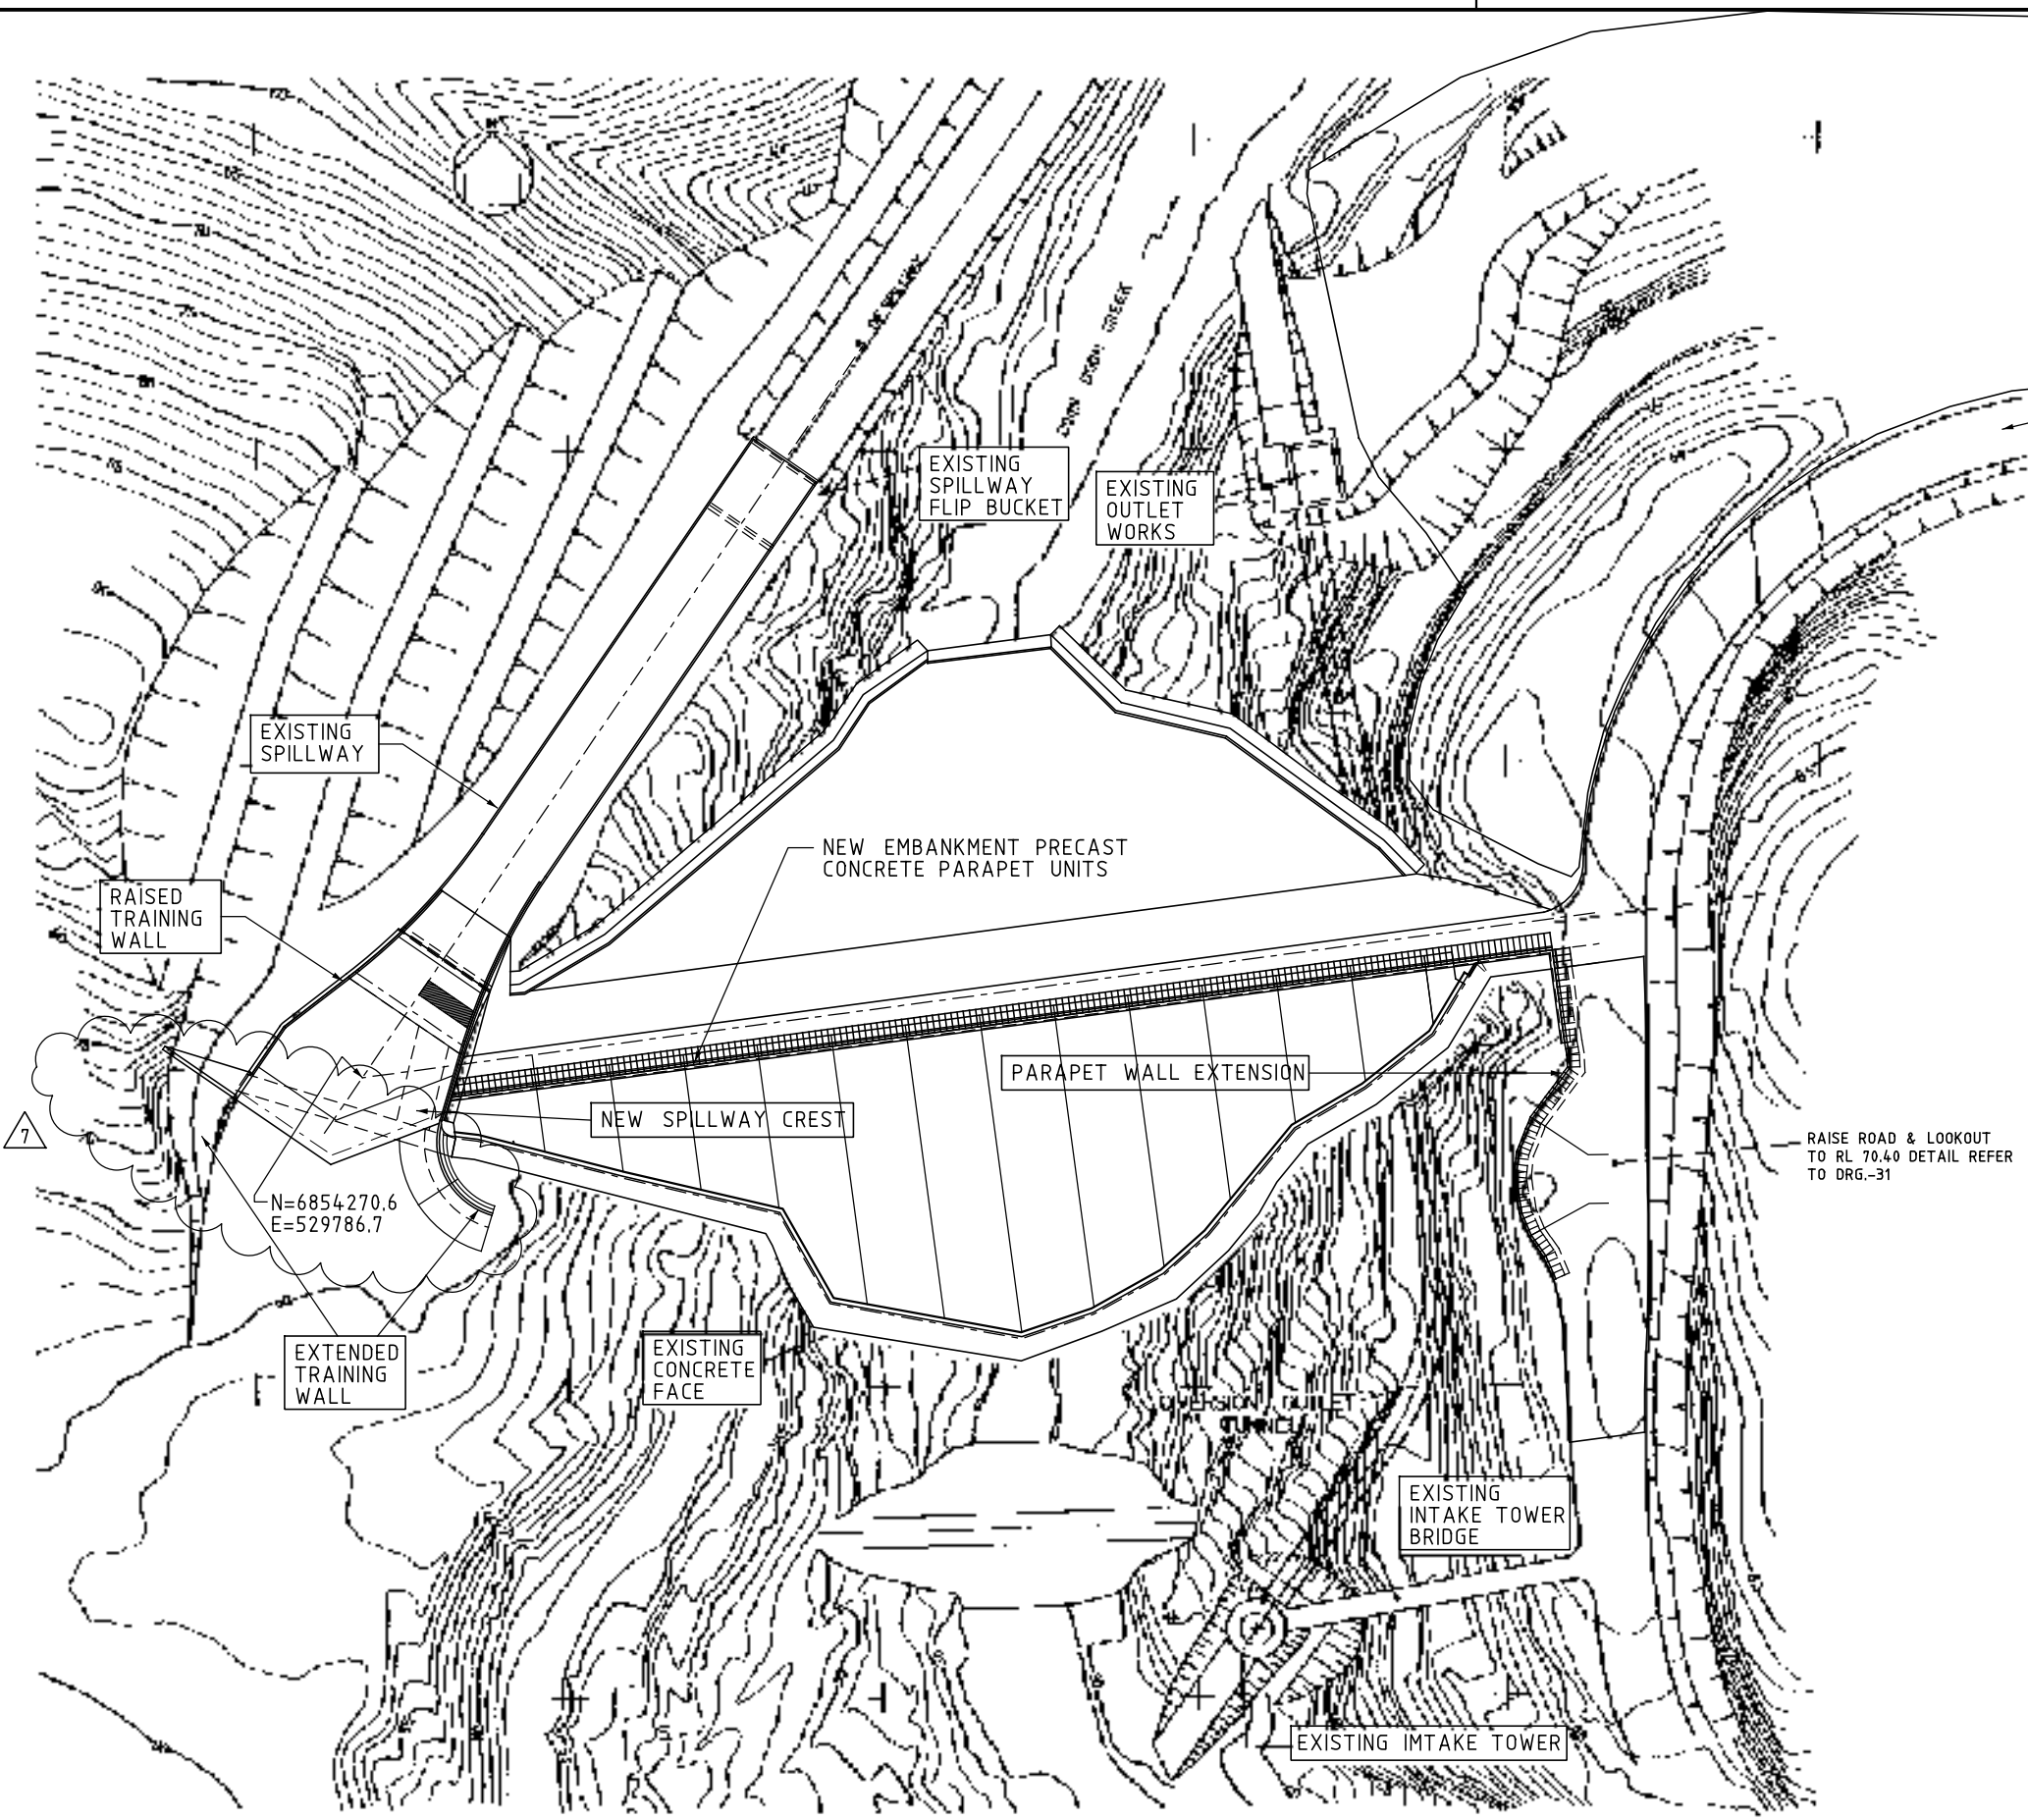 EXISTING
SPILLWAY
FLIP BUCKET
EXISTING
OUTLET
WORKS
EXISTING
SPILLWAY
NEW EMBANKMENT PRECAST
CONCRETE PARAPET UNITS
RAISED
TRAINING
WALL
PARAPET WALL EXTENSION
NEW SPILLWAY CREST
7
RAISE ROAD & LOOKOUT
TO RL 70.40 DETAIL REFER
TO DRG.-31
N=6854270.6
E=529786.7
EXTENDED
TRAINING
WALL
EXISTING
CONCRETE
FACE
OUTLET
TUNNEL
EXISTING
INTAKE TOWER
BRIDGE
EXISTING IMTAKE TOWER